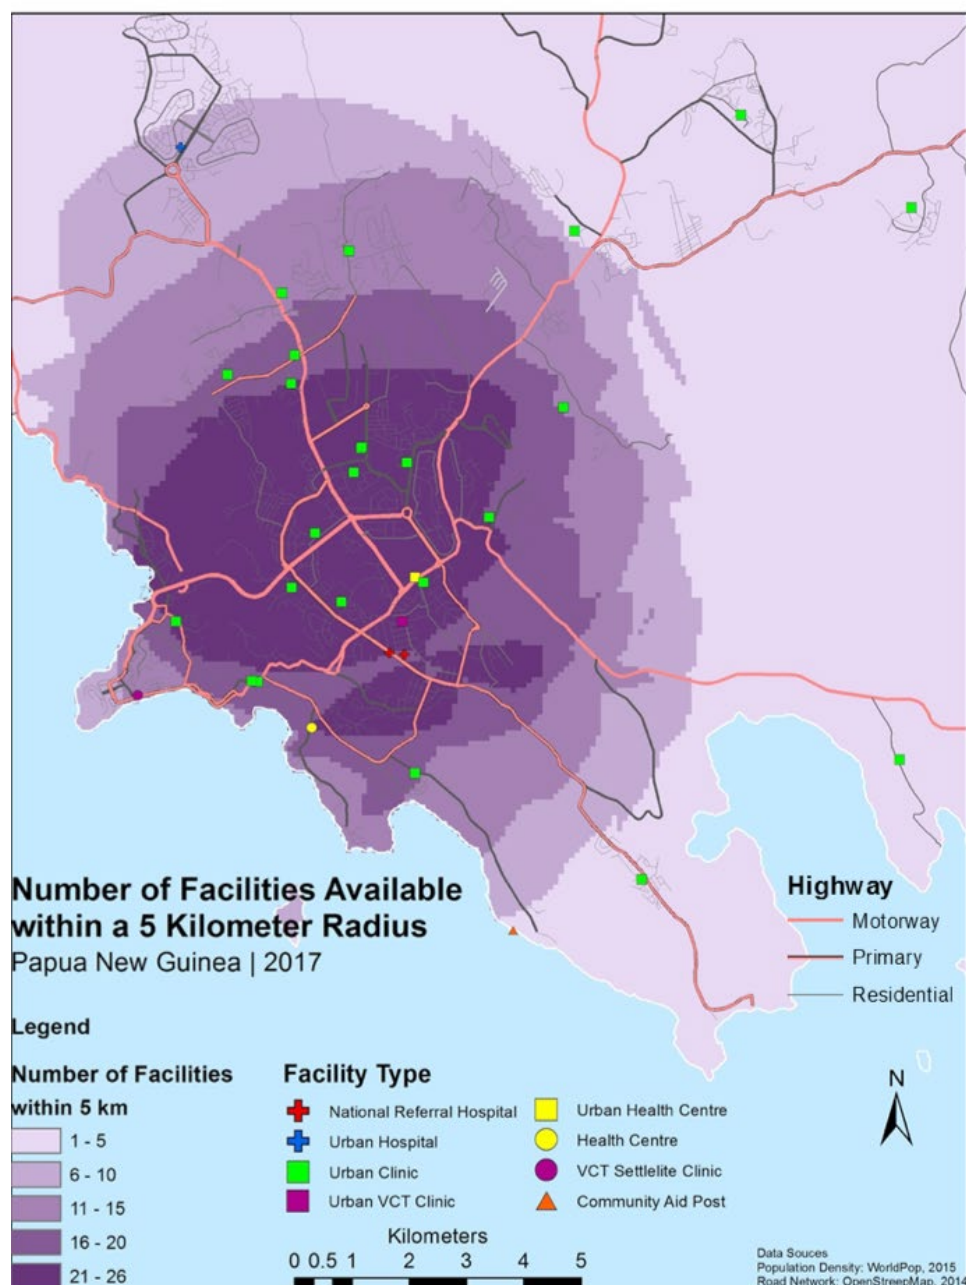 Number of Facilities Available
within a 5 Kilometer Radius
Papua New Guinea | 2017
Highway
Motorway
Primary
Residential
Legend
Number of Facilities
within 5 km
1 - 5
6 - 10
11 - 15
16 - 20
21 - 26
Facility Type
National Referral Hospital
Urban Hospital
Urban Clinic
Urban VCT Clinic
Urban Health Centre
Health Centre
VCT Settlelite Clinic
Community Aid Post
N
Kilometers
0 0.5 1 2 3 4 5
Data Souces
Population Density: WorldPop, 2015
Road Network: OpenStreepMap,